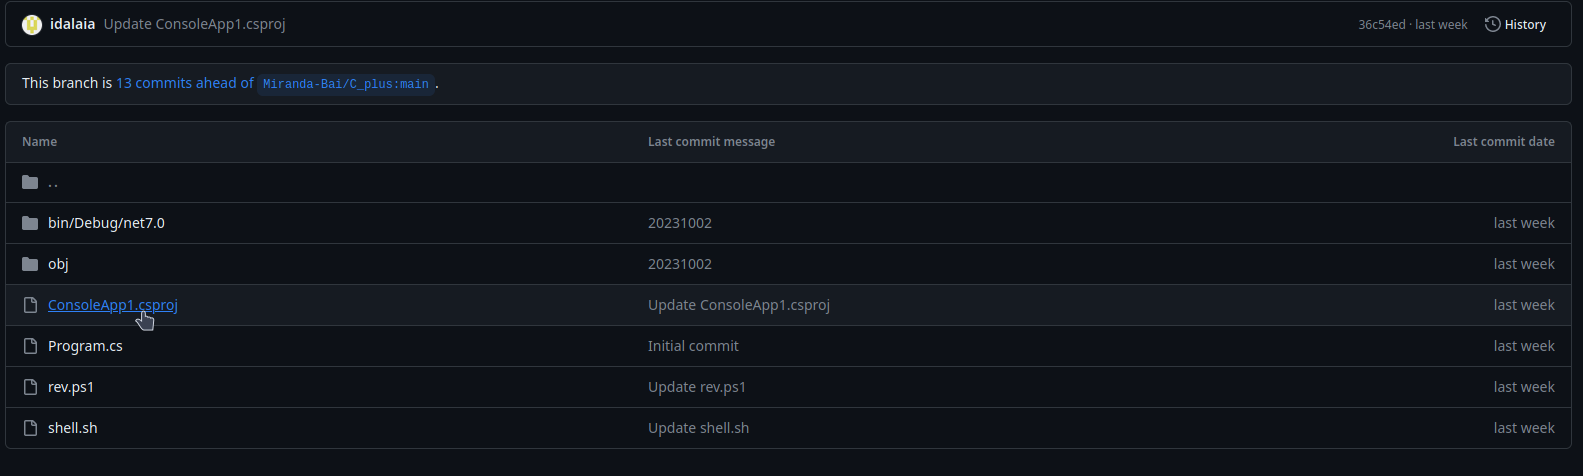 idalaia Update ConsoleApp1.csproj 36c54ed · last week History
This branch is 13 commits ahead of Miranda-Bai/C_plus:main .
Name Last commit message Last commit date
..
bin/Debug/net7.0 20231002 last week
obj 20231002 last week
ConsoleApp1.csproj Update ConsoleApp1.csproj last week
Program.cs Initial commit last week
rev.ps1 Update rev.ps1 last week
shell.sh Update shell.sh last week